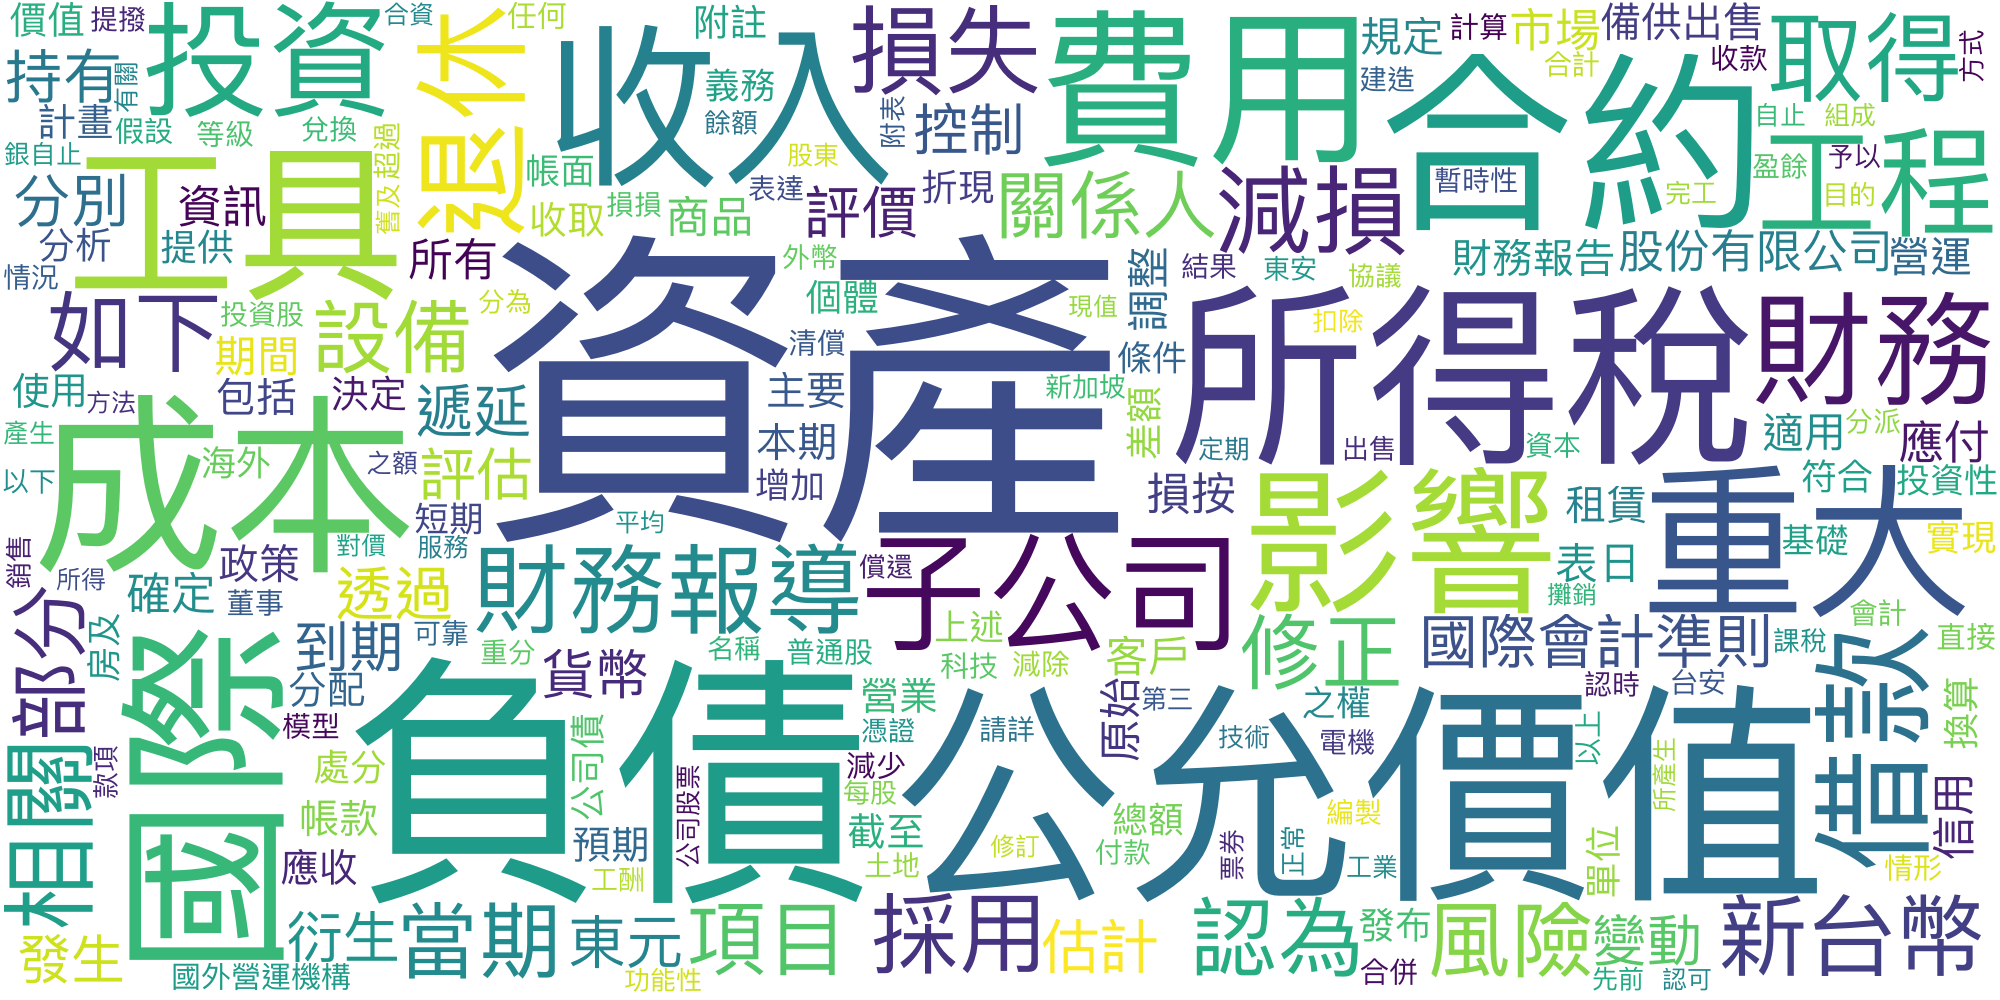 價值
提撥
投資
合資
退休
任何
收入
附註
損失
費用
合約
規定
計算
市場
備供出售
取得
持有
有關
計畫
假設
等級
兌換
舊及超過
義務
餘額
附表
控制
建造
合計
收款
方式
自止
組成
銀自止
工具
帳面
股東
表達
評價
折現
關係人
減損
暫時性
盈餘
予以
工程
完工
目的
分別
資訊
收取
損損
商品
分析
提供
所有
外幣
結果
東安
財務報告
股份有限公司
營運
情況
如下
投資股
設備
分為
資產
個體
調整
現值
協議
扣除
所得稅
財務
期間
清償
條件
使用
方法
包括
決定
遞延
主要
新加坡
差額
適用
分派
應付
產生
成本
海外
之額
評估
本期
定期
出售
資本
以下
增加
損按
影響
租賃
重大
符合
投資性
短期
平均
對價
服務
銷售
所得
政策
確定
董事
透過
財務報導
償還
子公司
表日
基礎
實現
攤銷
部分
房及
國際
到期
可靠
重分
名稱
普通股
上述
科技
減除
客戶
修正
國際會計準則
課稅
會計
直接
分配
貨幣
模型
負債
營業
憑證
請詳
公允價值
原始
第三
技術
之權
電機
認時
台安
借款
換算
相關
款項
處分
公司債
公司股票
減少
每股
以上
所產生
帳款
應收
預期
截至
總額
編製
單位
信用
工酬
土地
修訂
付款
票券
正常
工業
情形
發生
衍生
當期
東元
項目
採用
估計
認為
發布
風險
變動
新台幣
國外營運機構
功能性
合併
先前
認可